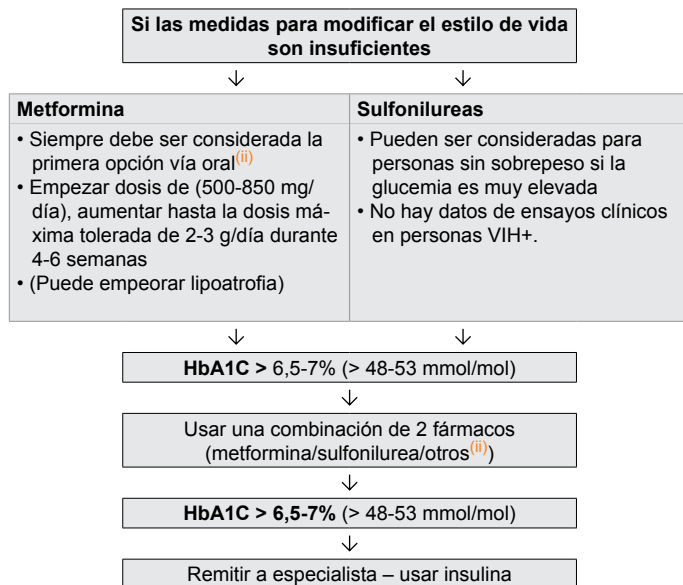 Si las medidas para modificar el estilo de vida
son insuficientes
Metformina
• Siempre debe ser considerada la
primera opción vía oral(ii)
• Empezar dosis de (500-850 mg/
día), aumentar hasta la dosis má-
xima tolerada de 2-3 g/día durante
4-6 semanas
• (Puede empeorar lipoatrofia)
Sulfonilureas
• Pueden ser consideradas para
personas sin sobrepeso si la
glucemia es muy elevada
• No hay datos de ensayos clínicos
en personas VIH+.
HbA1C > 6,5-7% (> 48-53 mmol/mol)
Usar una combinación de 2 fármacos
(metformina/sulfonilurea/otros(ii))
HbA1C > 6,5-7% (> 48-53 mmol/mol)
Remitir a especialista – usar insulina